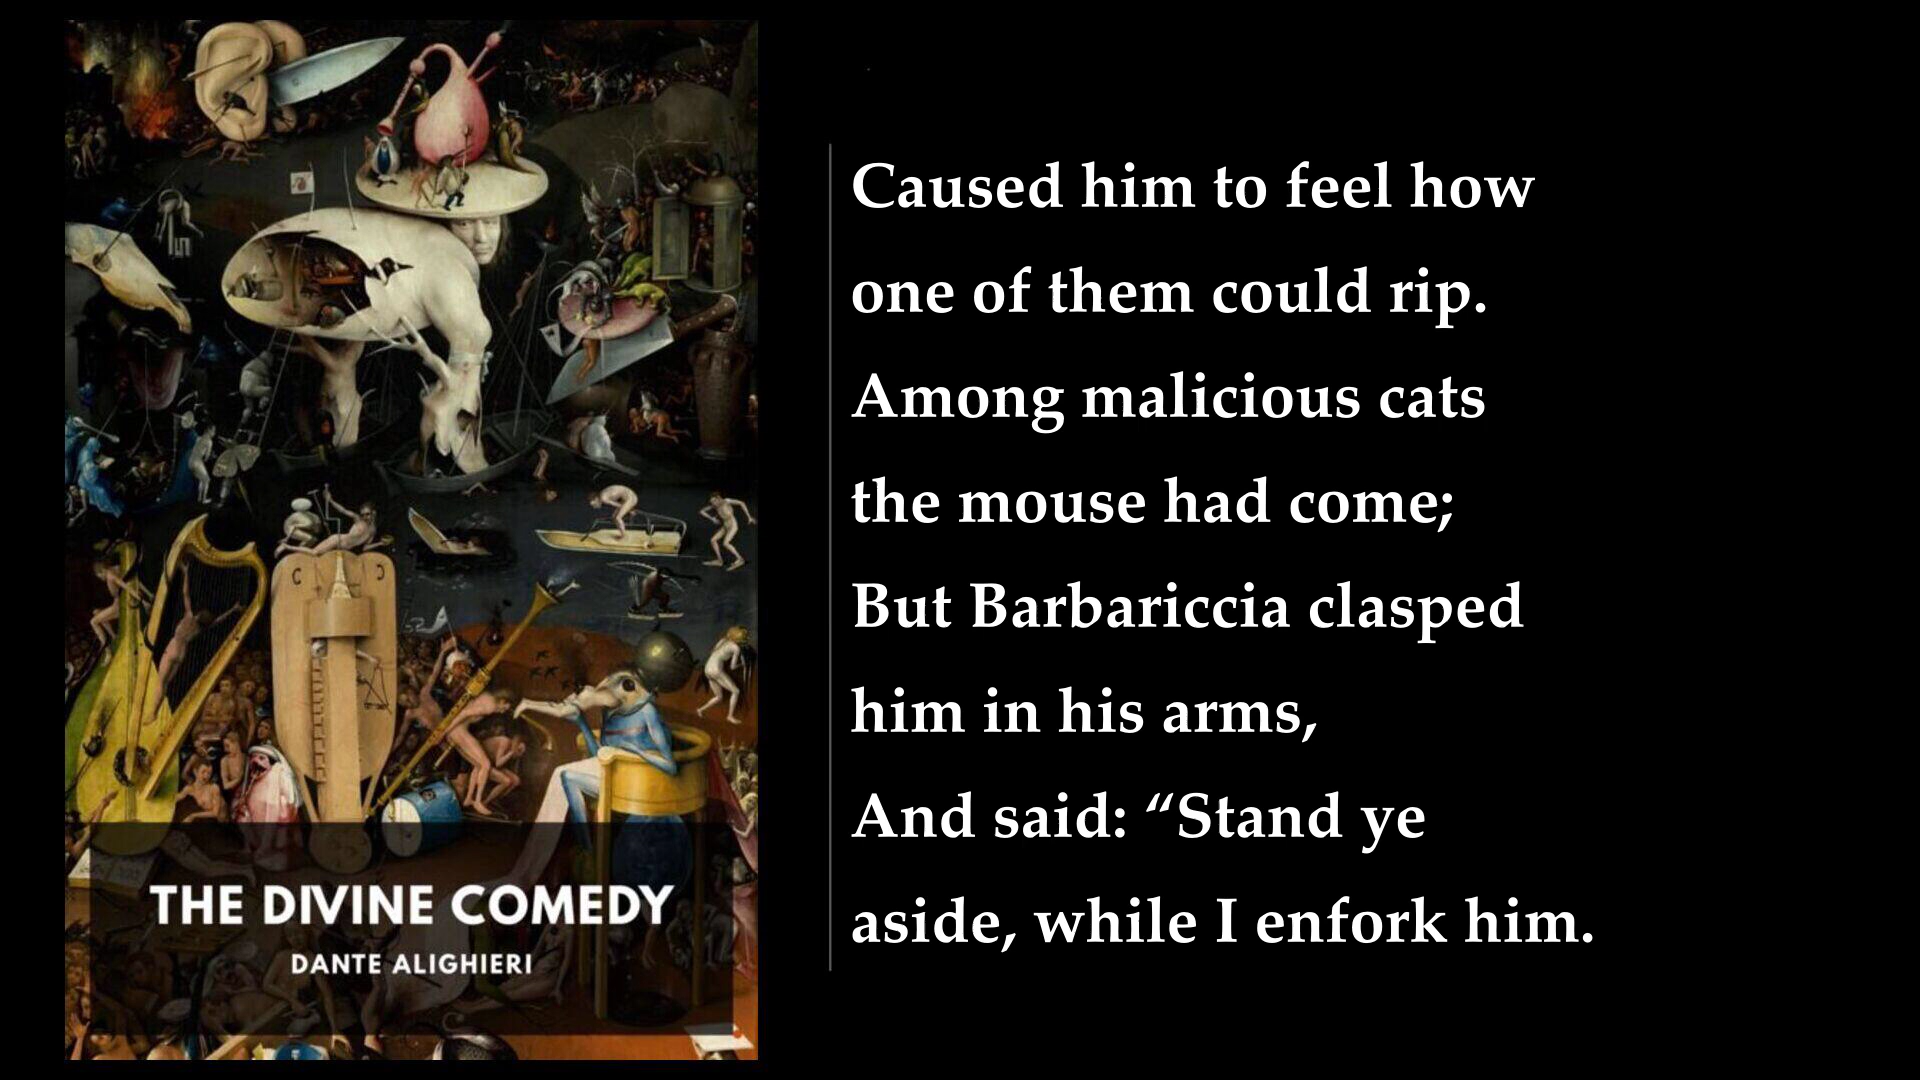 THE DIVINE COMEDY
DANTE ALIGHIERI
Caused him to feel how
one of them could rip.
Among malicious cats
the mouse had come;
But Barbariccia clasped
him in his arms,
And said: “Stand ye
aside, while I enfork him.